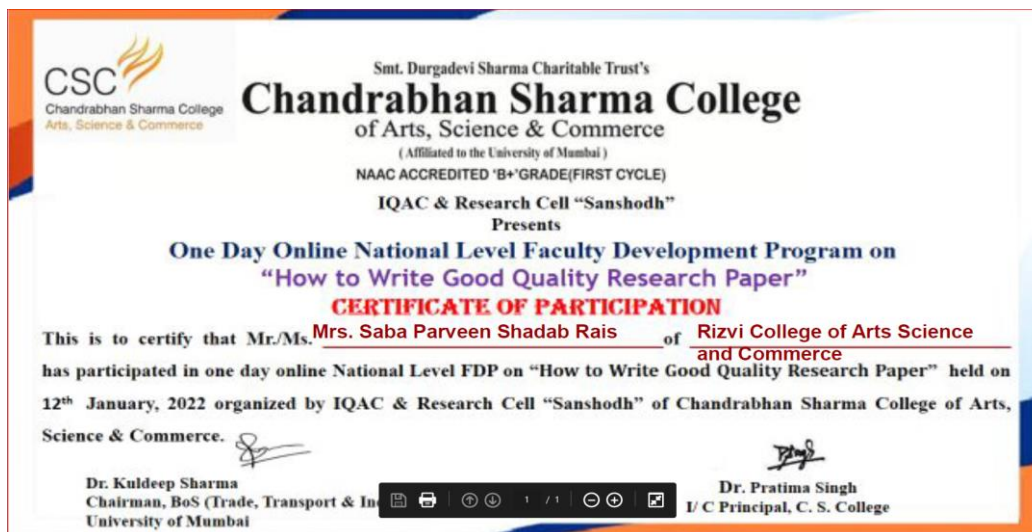 CSC
Chandrabhan Sharma College
Arts, Science & Commerce
Smt. Durgadevi Sharma Charitable Trust's
Chandrabhan Sharma College
of Arts, Science & Commerce
( Affiliated to the University of Mumbai )
NAAC ACCREDITED 'B+'GRADE(FIRST CYCLE)
IQAC & Research Cell “Sanshodh”
Presents
One Day Online National Level Faculty Development Program on
“How to Write Good Quality Research Paper”
CERTIFICATE OF PARTICIPATION
This is to certify that Mr./Ms. Mrs. Saba Parveen Shadab Rais of Rizvi College of Arts Science
and Commerce
has participated in one day online National Level FDP on “How to Write Good Quality Research Paper” held on
12th January, 2022 organized by IQAC & Research Cell “Sanshodh” of Chandrabhan Sharma College of Arts,
Science & Commerce.
Dr. Kuldeep Sharma
Chairman, BoS (Trade, Transport &
University of Mumbai
1 / 1
Dr. Pratima Singh
I/ C Principal, C. S. College